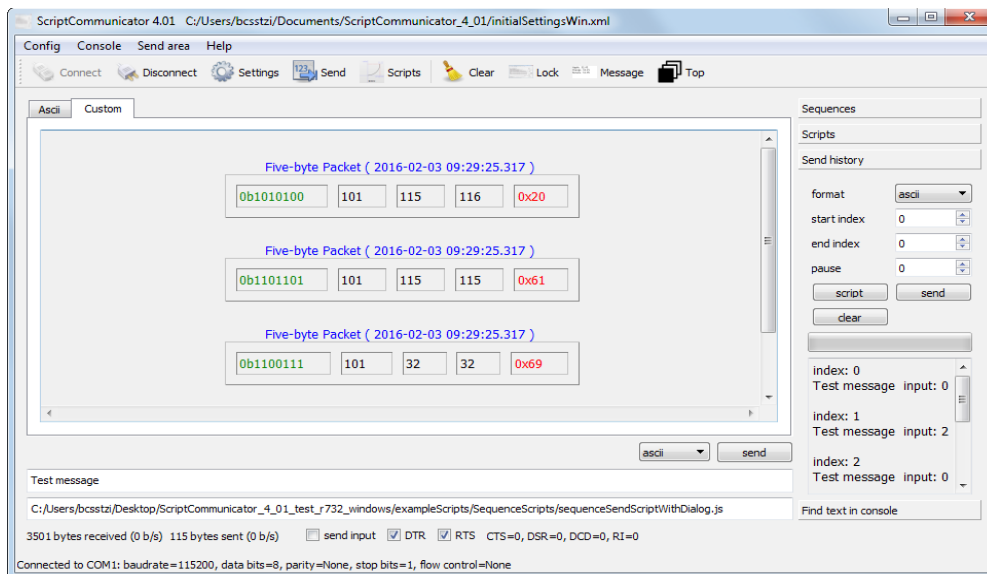 ScriptCommunicator 4.01 C:/Users/bcsstzi/Documents/ScriptCommunicator_4_01/initialSettingsWin.xml
Config Console Send area Help
Connect Disconnect Settings Send Scripts Clear Lock Message Top
Ascii Custom
Five-byte Packet ( 2016-02-03 09:29:25.317 )
0b1010100 101 115 116 0x20
Five-byte Packet ( 2016-02-03 09:29:25.317 )
0b1101101 101 115 115 0x61
Five-byte Packet ( 2016-02-03 09:29:25.317 )
0b1100111 101 32 32 0x69
ascii send
Test message
C:/Users/bcsstzi/Desktop/ScriptCommunicator_4_01_test_r732_windows/exampleScripts/SequenceScripts/sequenceSendScriptWithDialog.js
3501 bytes received (0 b/s) 115 bytes sent (0 b/s) send input DTR RTS CTS=0, DSR=0, DCD=0, RI=0
Connected to COM1: baudrate=115200, data bits=8, parity=None, stop bits=1, flow control=None
Sequences
Scripts
Send history
format ascii
start index 0
end index 0
pause 0
script send
clear
index: 0
Test message input: 0
index: 1
Test message input: 2
index: 2
Test message input: 0
Find text in console